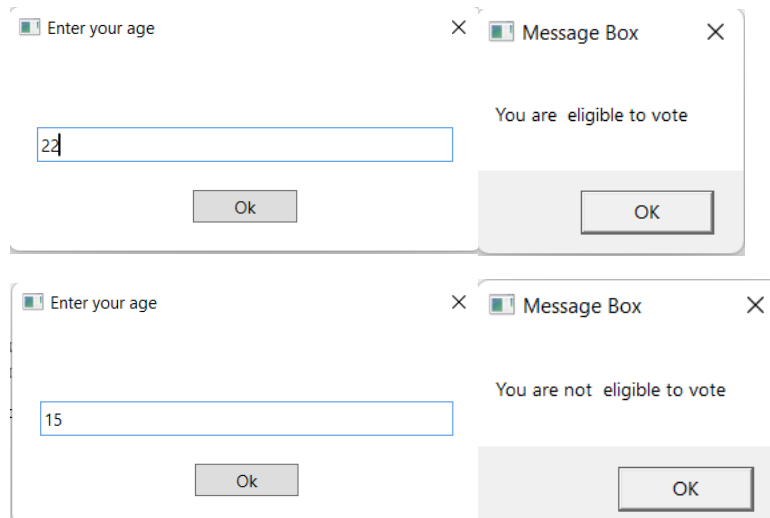 Enter your age
22
Ok
Message Box
You are  eligible to vote
OK
Enter your age
15
Ok
Message Box
You are not  eligible to vote
OK